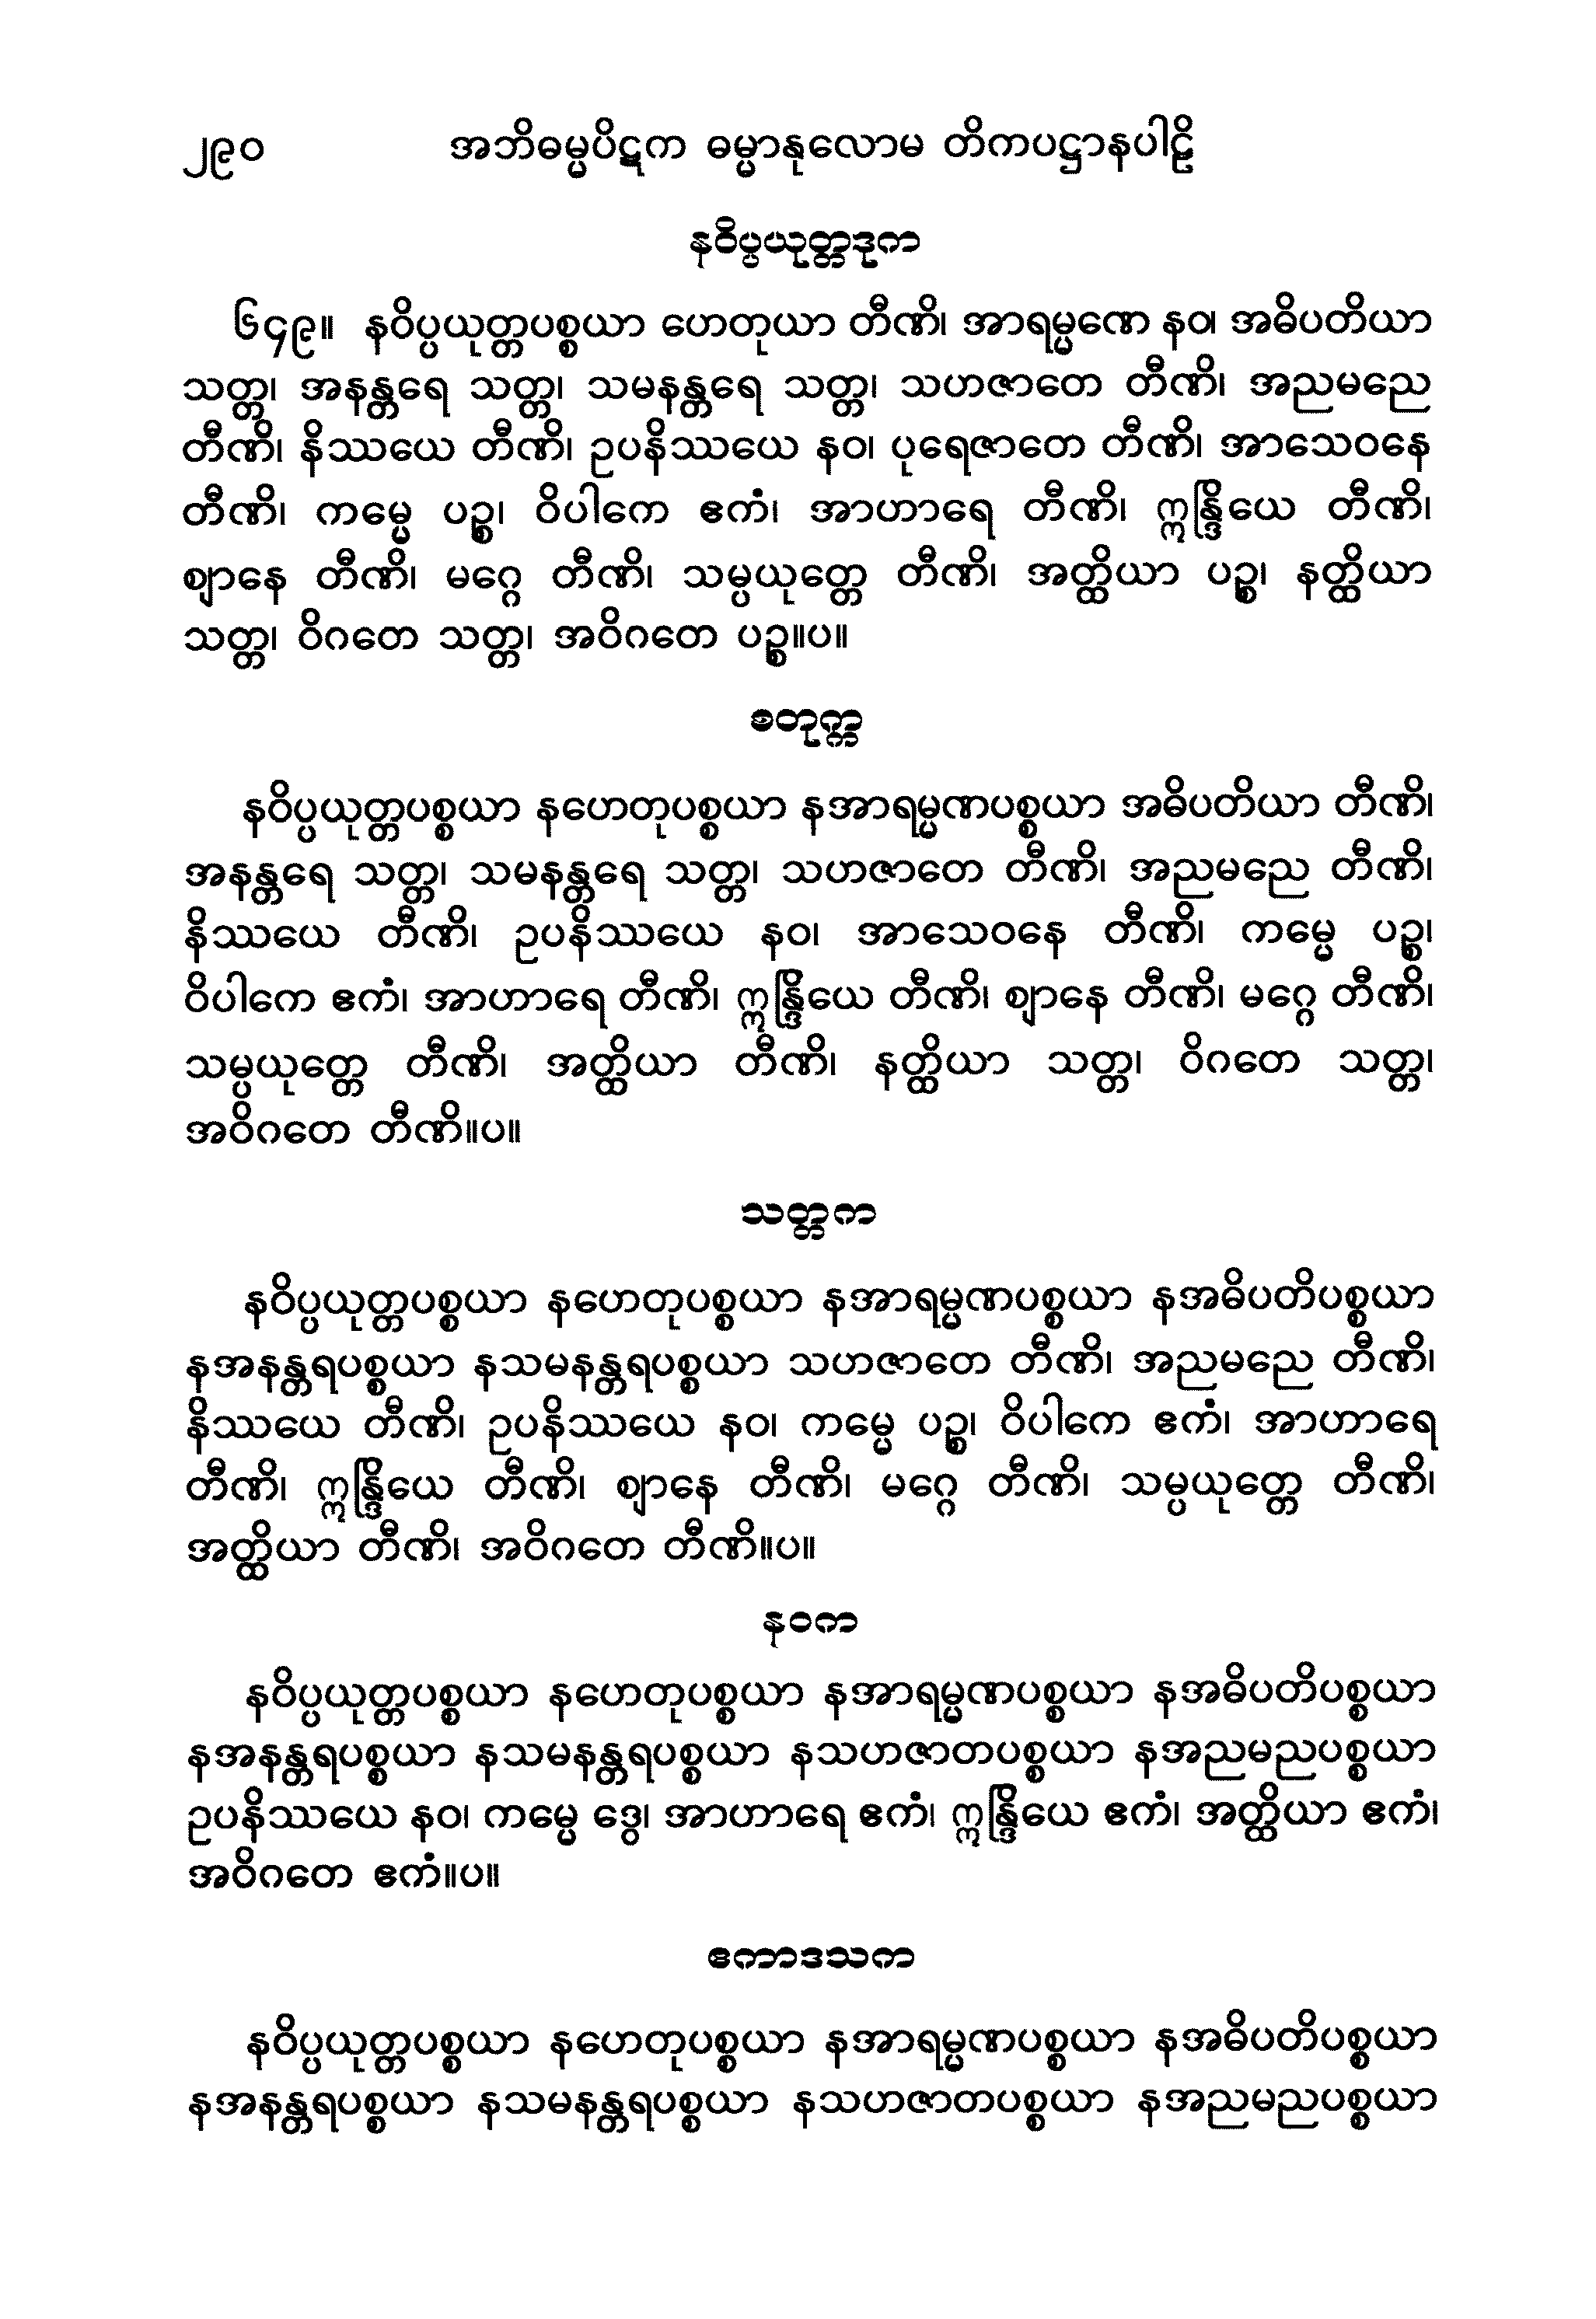 ၂၉၀ အဘိဓမ္မပိဋက ဓမ္မာနုလောမ တိကပဋ္ဌာနပါဠိ
နဝိပ္ပယုတ္တဒုက
၆၄၉။ နဝိပ္ပယုတ္တပစ္စယာ ဟေတုယာ တီဏိ၊ အာရမ္မဏေ နဝ၊ အဓိပတိယာ
သတ္တ၊ အနန္တရေ သတ္တ၊ သမနန္တရေ သတ္တ၊ သဟဇာတေ တီဏိ၊ အညမညေ
တီဏိ၊ နိဿယေ တီဏိ၊ ဥပနိဿယေ နဝ၊ ပုရေဇာတေ တီဏိ၊ အာသေဝနေ
တီဏိ၊ ကမ္မေ ပဉ္စ၊ ဝိပါကေ ဧကံ၊ အာဟာရေ တီဏိ၊ ဣန္ဒြိယေ တီဏိ၊
ဈာနေ တီဏိ၊ မဂ္ဂေ တီဏိ၊ သမ္ပယုတ္တေ တီဏိ၊ အတ္ထိယာ ပဉ္စ၊ နတ္ထိယာ
သတ္တ၊ ဝိဂတေ သတ္တ၊ အဝိဂတေ ပဉ္စ။ပ။
စတုက္က
နဝိပ္ပယုတ္တပစ္စယာ နဟေတုပစ္စယာ နအာရမ္မဏပစ္စယာ အဓိပတိယာ တီဏိ၊
အနန္တရေ သတ္တ၊ သမနန္တရေ သတ္တ၊ သဟဇာတေ တီဏိ၊ အညမညေ တီဏိ၊
နိဿယေ တီဏိ၊ ဥပနိဿယေ နဝ၊ အာသေဝနေ တီဏိ၊ ကမ္မေ ပဉ္စ၊
ဝိပါကေ ဧကံ၊ အာဟာရေ တီဏိ၊ ဣန္ဒြိယေ တီဏိ၊ ဈာနေ တီဏိ၊ မဂ္ဂေ တီဏိ၊
သမ္ပယုတ္တေ တီဏိ၊ အတ္ထိယာ တီဏိ၊ နတ္ထိယာ သတ္တ၊ ဝိဂတေ သတ္တ၊
အဝိဂတေ တီဏိ။ပ။
သတ္တက
နဝိပ္ပယုတ္တပစ္စယာ နဟေတုပစ္စယာ နအာရမ္မဏပစ္စယာ နအဓိပတိပစ္စယာ
နအနန္တရပစ္စယာ နသမနန္တရပစ္စယာ သဟဇာတေ တီဏိ၊ အညမညေ တီဏိ၊
နိဿယေ တီဏိ၊ ဥပနိဿယေ နဝ၊ ကမ္မေ ပဉ္စ၊ ဝိပါကေ ဧကံ၊ အာဟာရေ
တီဏိ၊ ဣန္ဒြိယေ တီဏိ၊ ဈာနေ တီဏိ၊ မဂ္ဂေ တီဏိ၊ သမ္ပယုတ္တေ တီဏိ၊
အတ္ထိယာ တီဏိ၊ အဝိဂတေ တီဏိ။ပ။
နဝက
နဝိပ္ပယုတ္တပစ္စယာ နဟေတုပစ္စယာ နအာရမ္မဏပစ္စယာ နအဓိပတိပစ္စယာ
နအနန္တရပစ္စယာ နသမနန္တရပစ္စယာ နသဟဇာတပစ္စယာ နအညမညပစ္စယာ
ဥပနိဿယေ နဝ၊ ကမ္မေ ဒွေ၊ အာဟာရေ ဧကံ၊ ဣန္ဒြိယေ ဧကံ၊ အတ္ထိယာ ဧကံ၊
အဝိဂတေ ဧကံ။ပ။
ဧကာဒသက
နဝိပ္ပယုတ္တပစ္စယာ နဟေတုပစ္စယာ နအာရမ္မဏပစ္စယာ နအဓိပတိပစ္စယာ
နအနန္တရပစ္စယာ နသမနန္တရပစ္စယာ နသဟဇာတပစ္စယာ နအညမညပစ္စယာ